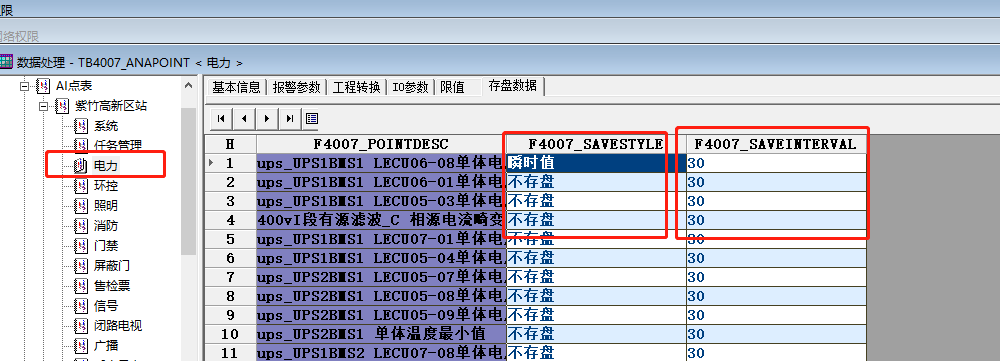 限
网络权限
数据处理 - TB4007_ANAPOINT < 电力 >
AI点表
紫竹高新区站
系统
任务管理
电力
环控
照明
消防
门禁
屏蔽门
售检票
信号
闭路电视
广播
基本信息 报警参数 工程转换 IO参数 限值 存盘数据
H F4007_POINTDESC F4007_SAVESTYLE F4007_SAVEINTERVAL
1 ups_UPS1BMS1 LECU06-08单体电 瞬时值 30
2 ups_UPS1BMS1 LECU06-01单体电 不存盘 30
3 ups_UPS1BMS1 LECU05-03单体电 不存盘 30
4 400vI段有源滤波_C 相源电流畸变 不存盘 30
5 ups_UPS1BMS1 LECU07-01单体电 不存盘 30
6 ups_UPS1BMS1 LECU05-04单体电 不存盘 30
7 ups_UPS2BMS1 LECU05-07单体电 不存盘 30
8 ups_UPS2BMS1 LECU05-08单体电 不存盘 30
9 ups_UPS2BMS1 LECU05-09单体电 不存盘 30
10 ups_UPS2BMS1 单体温度最小值 不存盘 30
11 ups_UPS1BMS2 LECU07-08单体电 不存盘 30